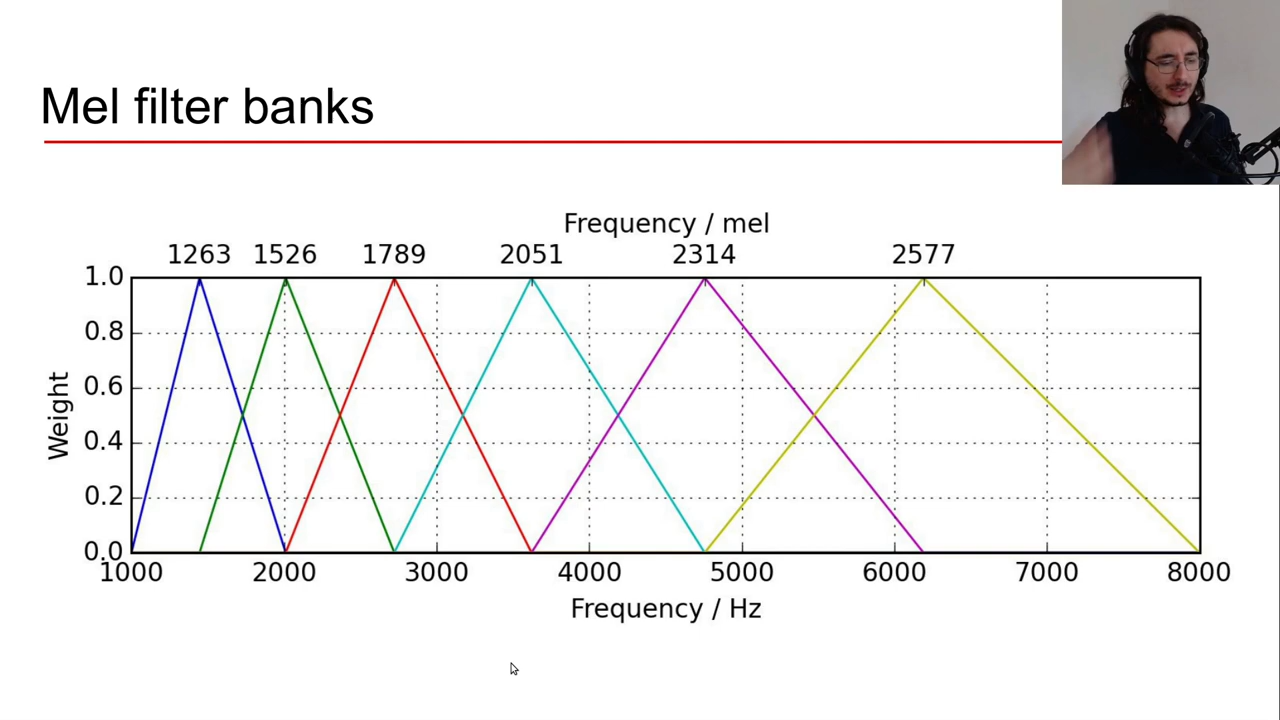 Mel filter banks
Frequency / mel
1263 1526 1789 2051 2314 2577
1.0
0.8
0.6
0.4
0.2
0.0
Weight
1000 2000 3000 4000 5000 6000 7000 8000
Frequency / Hz